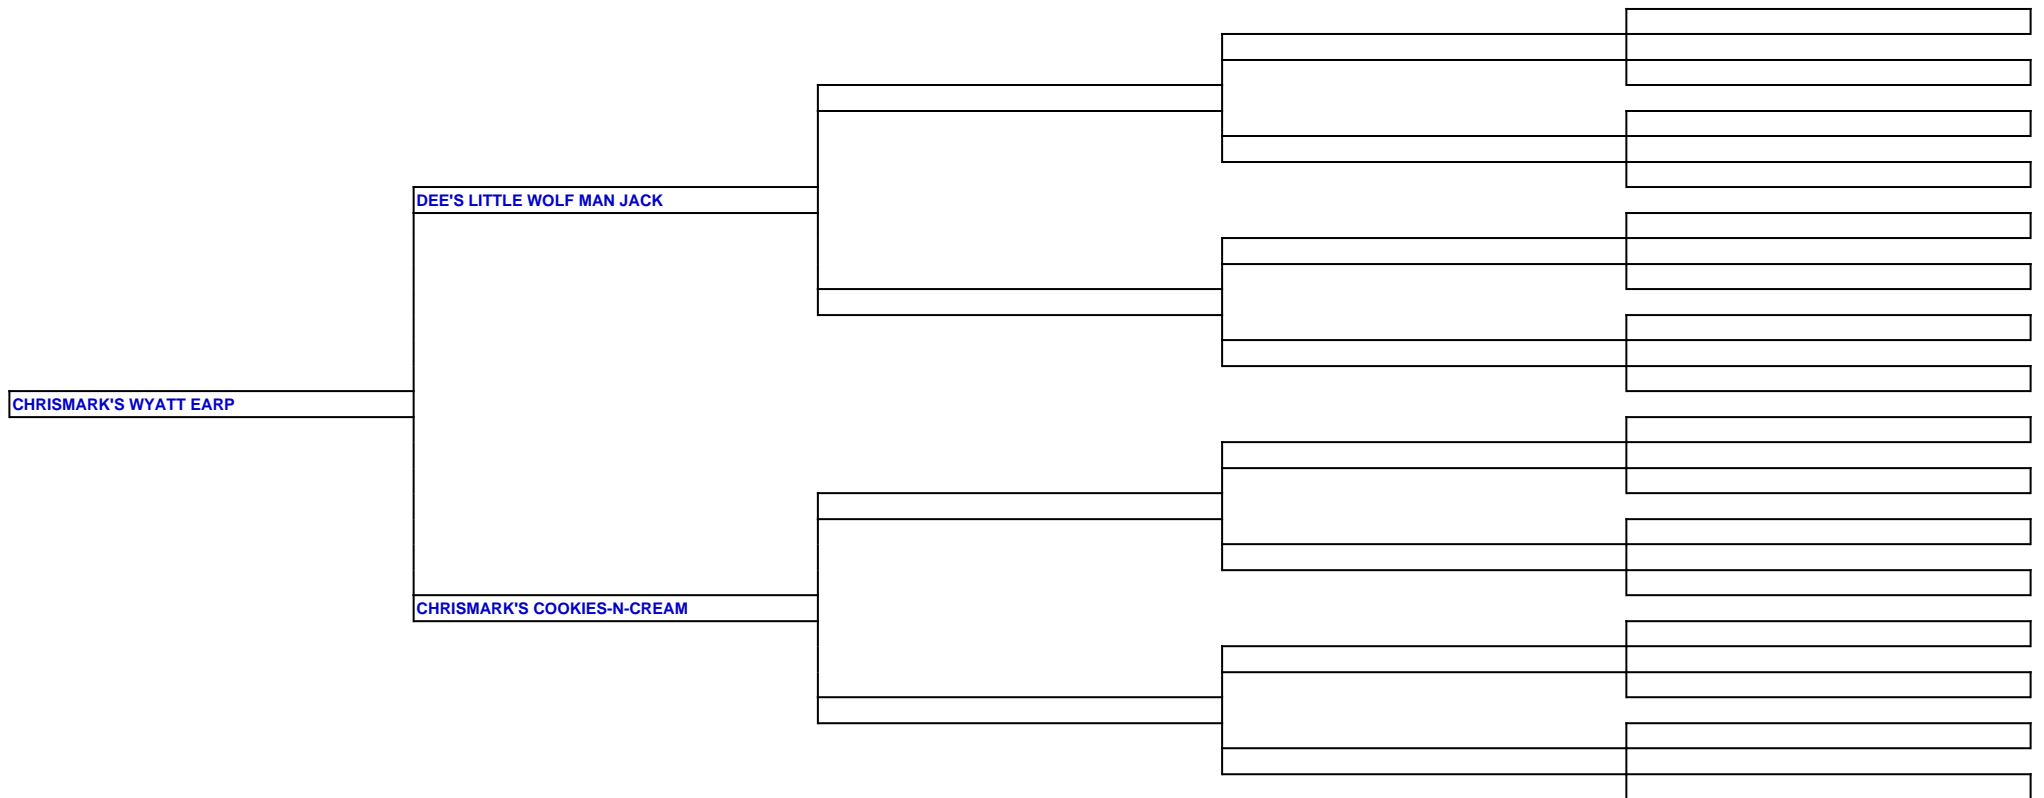 DEE'S LITTLE WOLF MAN JACK
CHRISMARK'S WYATT EARP
CHRISMARK'S COOKIES-N-CREAM